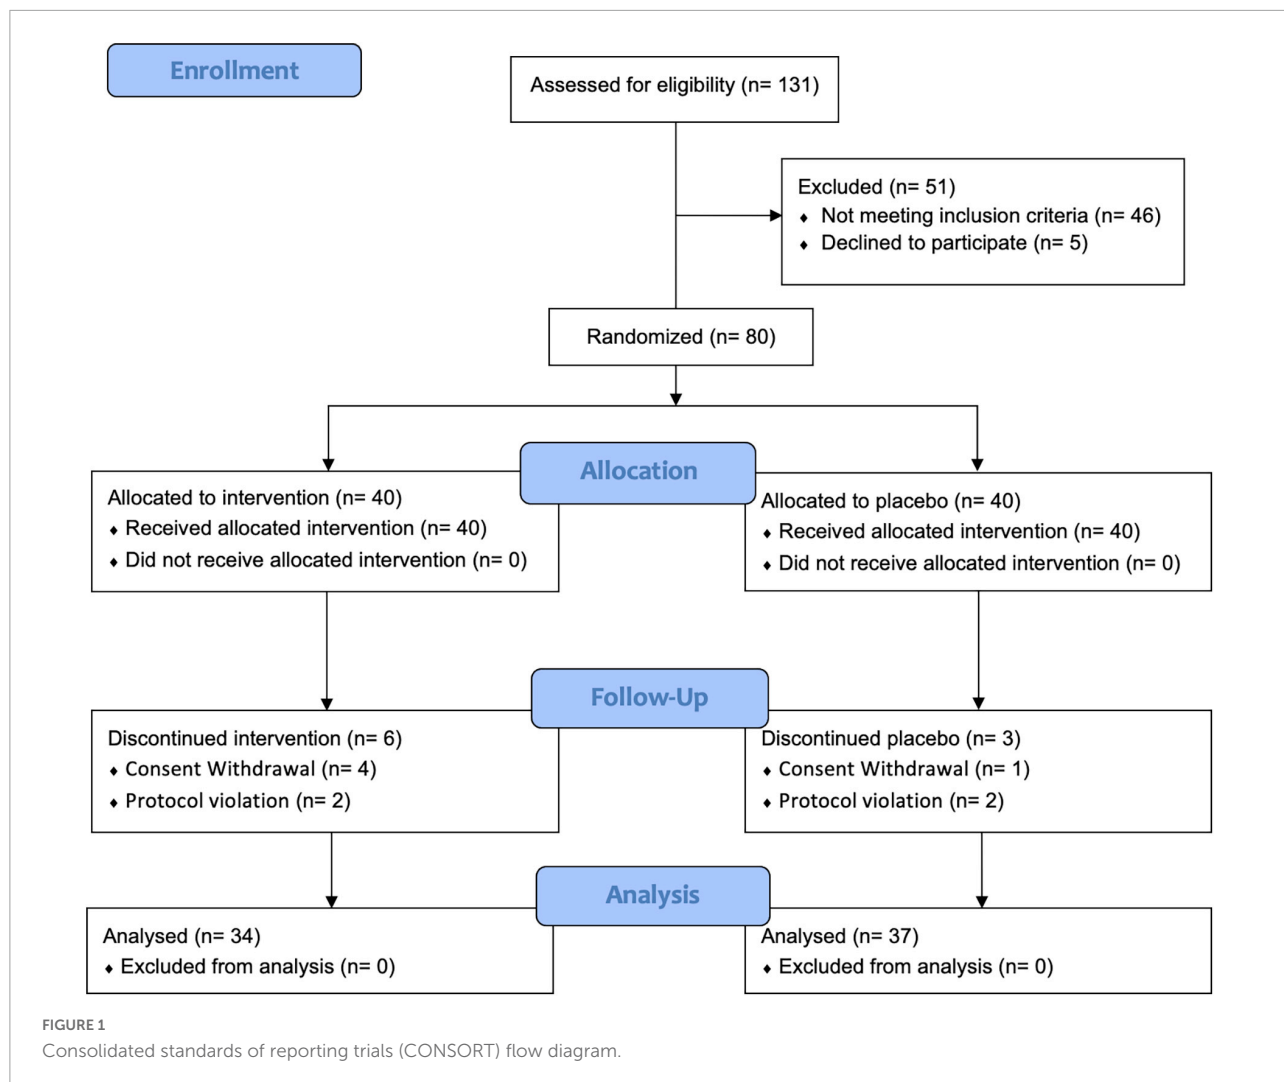 Enrollment
Assessed for eligibility (n= 131)
Excluded (n= 51)
♦ Not meeting inclusion criteria (n= 46)
♦ Declined to participate (n= 5)
Randomized (n= 80)
Allocation
Allocated to intervention (n= 40)
♦ Received allocated intervention (n= 40)
♦ Did not receive allocated intervention (n= 0)
Allocated to placebo (n= 40)
♦ Received allocated intervention (n= 40)
♦ Did not receive allocated intervention (n= 0)
Follow-Up
Discontinued intervention (n= 6)
♦ Consent Withdrawal (n= 4)
♦ Protocol violation (n= 2)
Discontinued placebo (n= 3)
♦ Consent Withdrawal (n= 1)
♦ Protocol violation (n= 2)
Analysis
Analysed (n= 34)
♦ Excluded from analysis (n= 0)
Analysed (n= 37)
♦ Excluded from analysis (n= 0)
FIGURE 1
Consolidated standards of reporting trials (CONSORT) flow diagram.